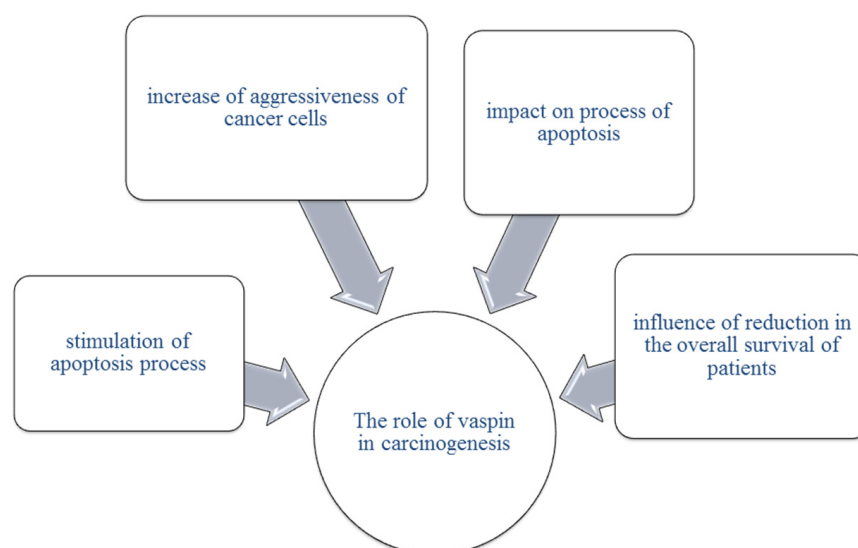 increase of aggressiveness of
cancer cells
impact on process of
apoptosis
stimulation of
apoptosis process
influence of reduction in
the overall survival of
patients
The role of vaspin
in carcinogenesis